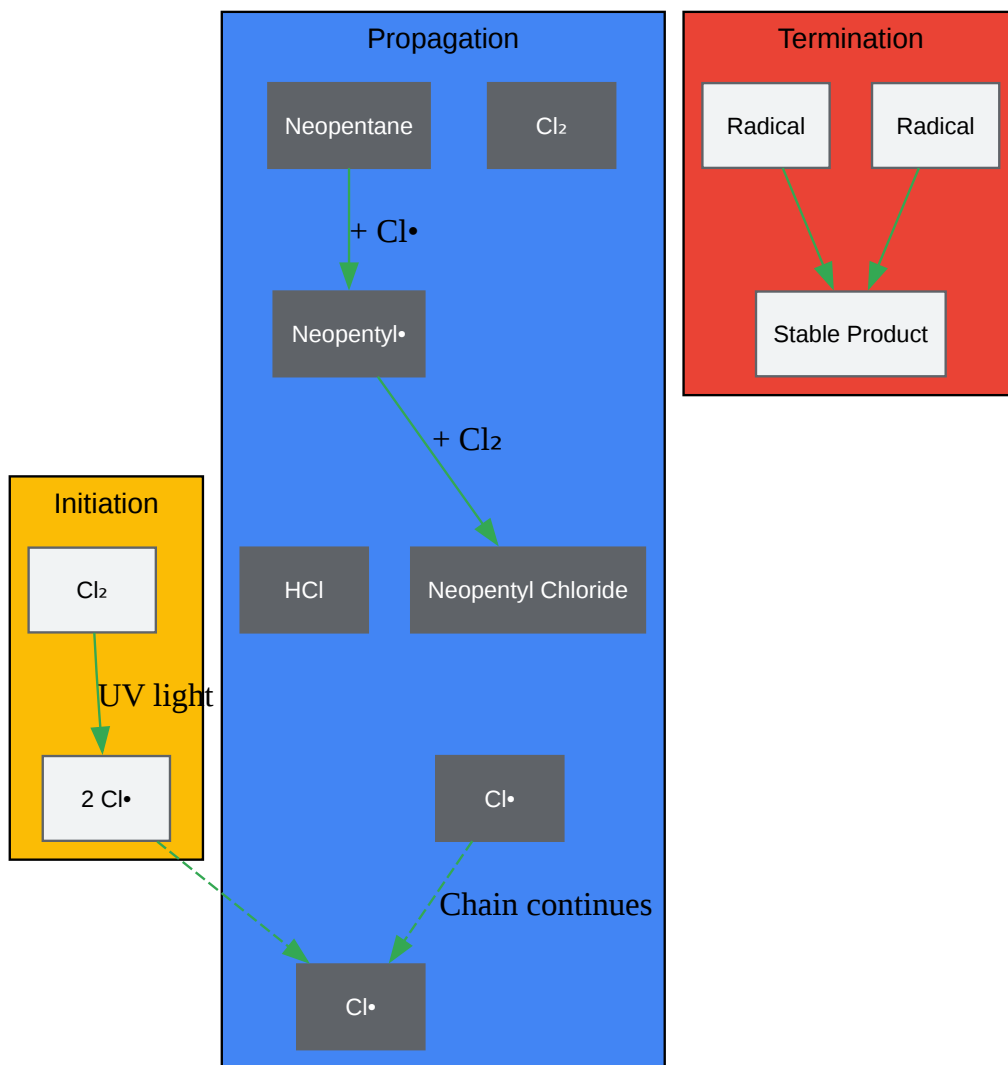 Propagation
Neopentane
Cl₂
+ Cl•
Neopentyl•
+ Cl₂
HCl
Neopentyl Chloride
Cl•
Chain continues
Cl•
Termination
Radical
Radical
Stable Product
Initiation
Cl₂
UV light
2 Cl•